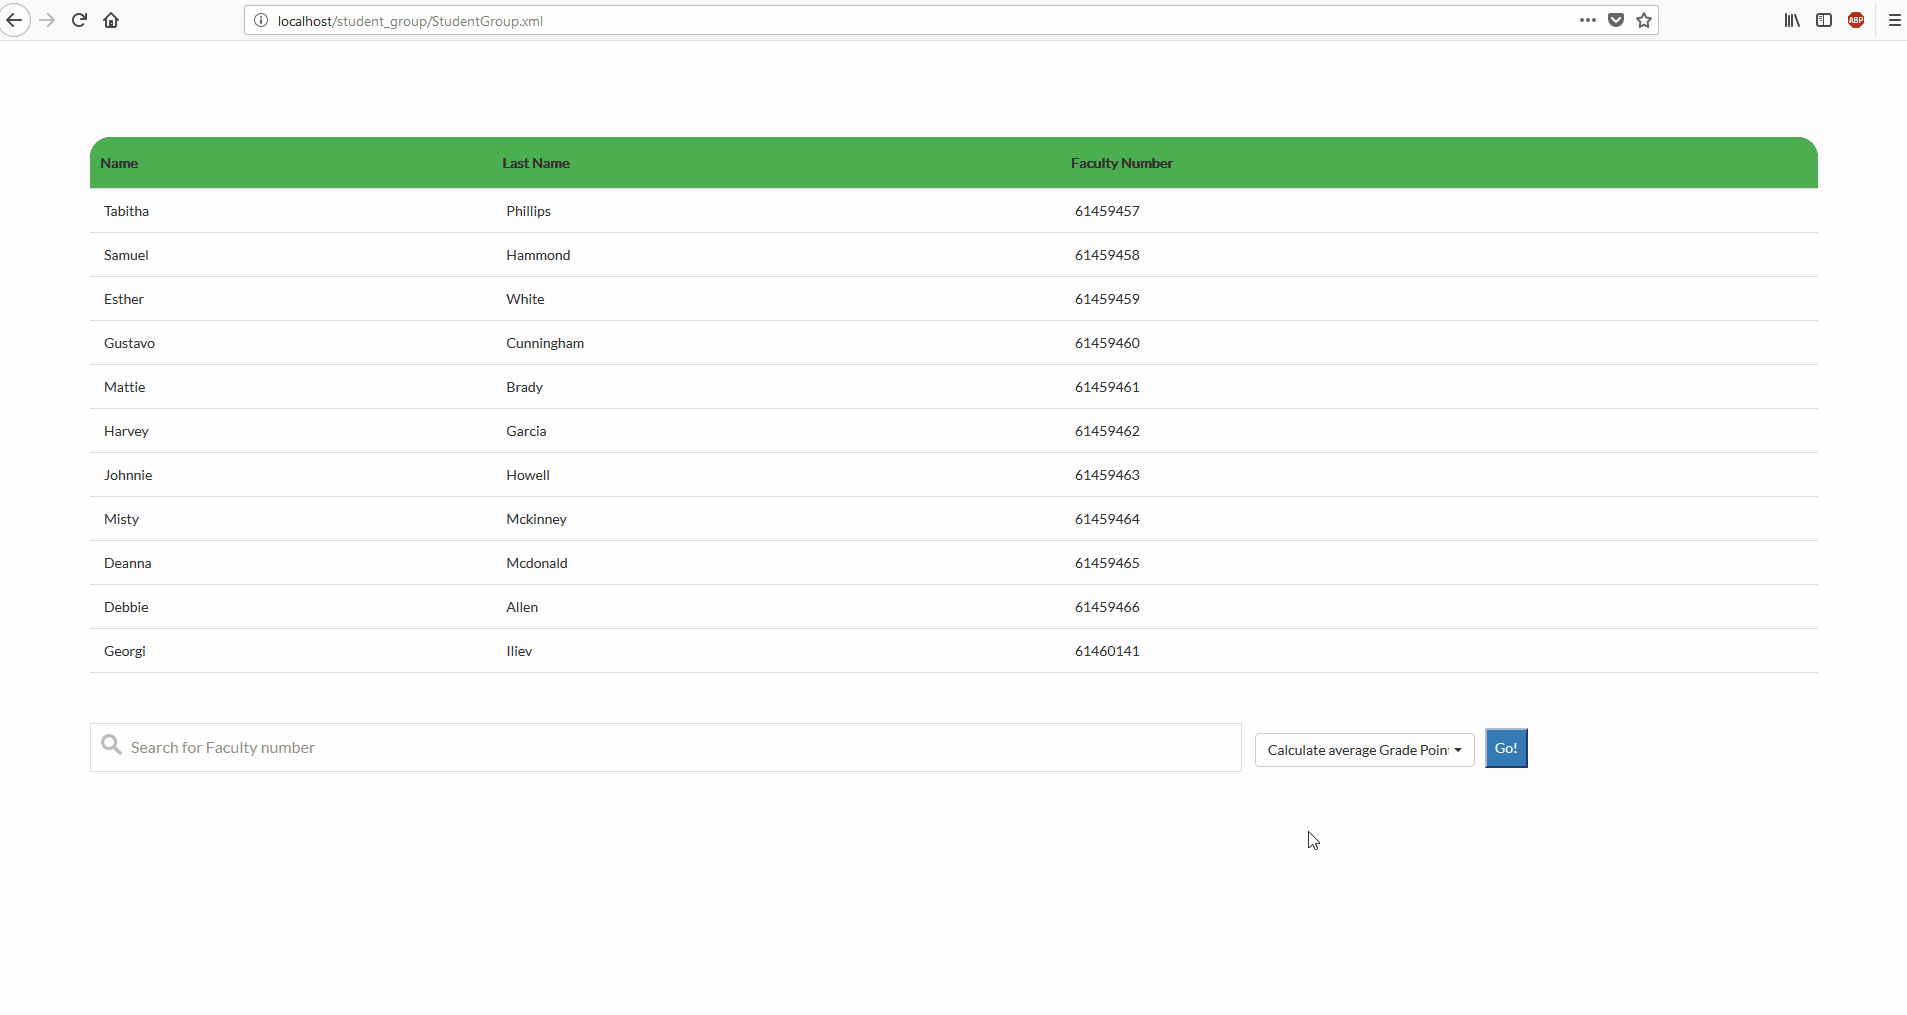 localhost/student_group/StudentGroup.xml
ABP
Name Last Name Faculty Number
Tabitha Phillips 61459457
Samuel Hammond 61459458
Esther White 61459459
Gustavo Cunningham 61459460
Mattie Brady 61459461
Harvey Garcia 61459462
Johnnie Howell 61459463
Misty Mckinney 61459464
Deanna Mcdonald 61459465
Debbie Allen 61459466
Georgi Iliev 61460141
Search for Faculty number Calculate average Grade Poin Go!